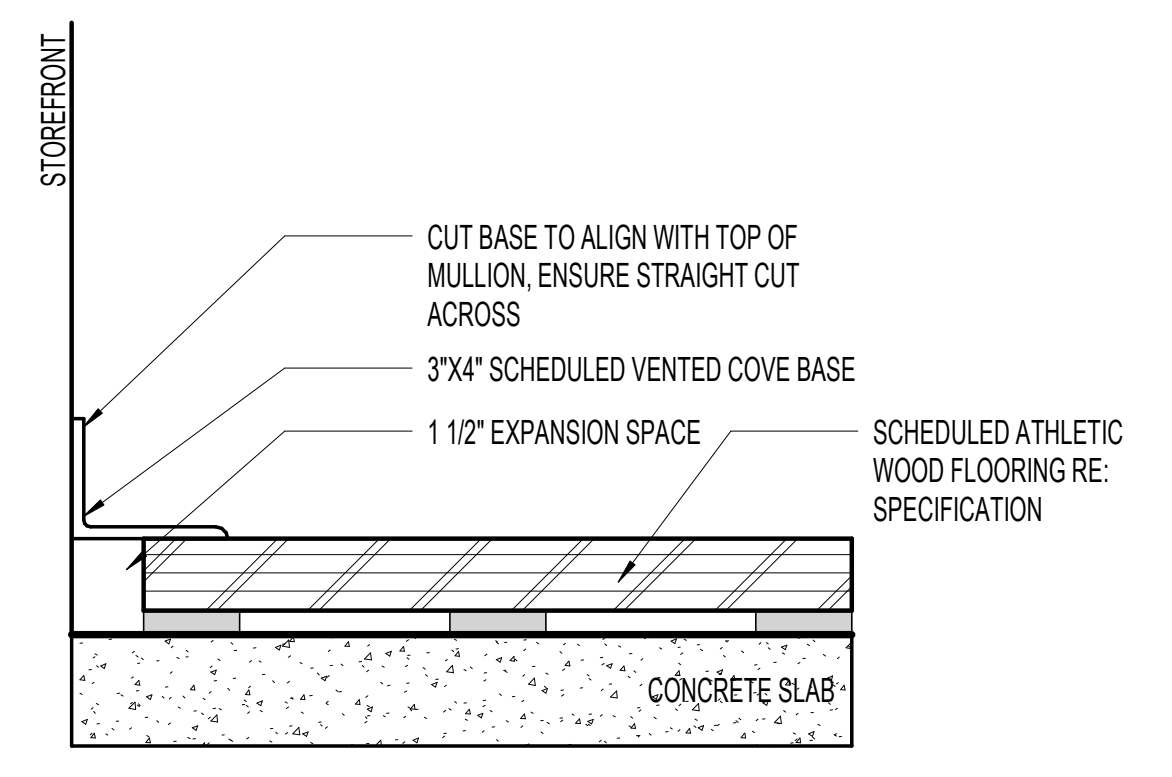 STOREFRONT
CUT BASE TO ALIGN WITH TOP OF
MULLION, ENSURE STRAIGHT CUT
ACROSS
3"X4" SCHEDULED VENTED COVE BASE
1 1/2" EXPANSION SPACE
SCHEDULED ATHLETIC
WOOD FLOORING RE:
SPECIFICATION
CONCRETE SLAB